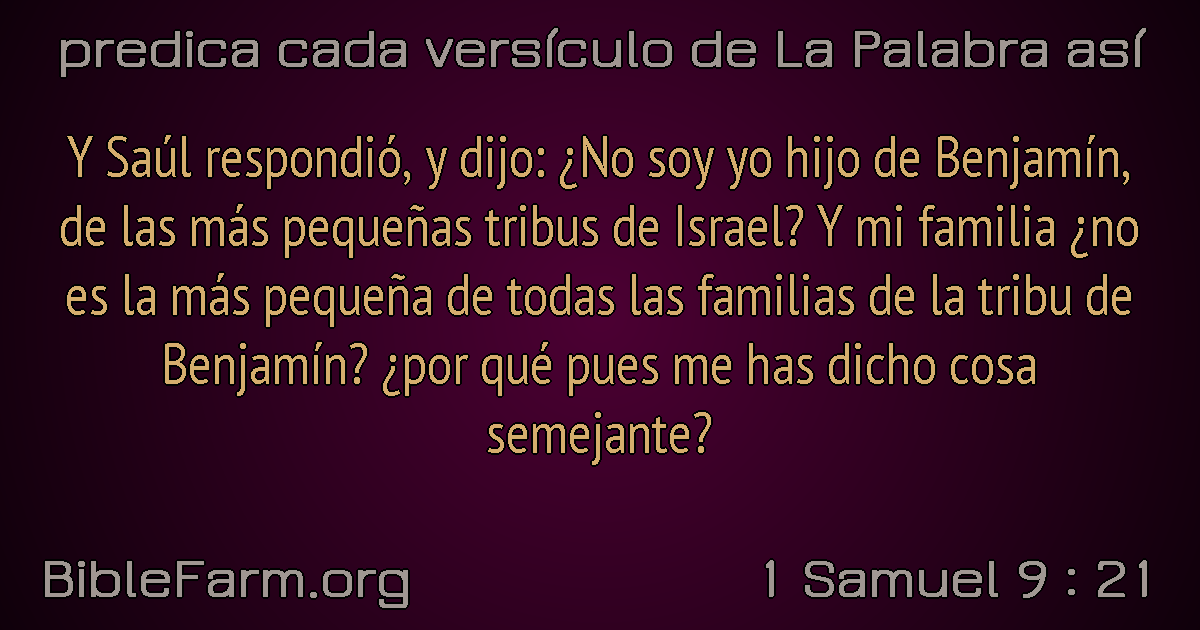 predica cada versículo de La Palabra así
Y Saúl respondió, y dijo: ¿No soy yo hijo de Benjamín,
de las más pequeñas tribus de Israel? Y mi familia ¿no
es la más pequeña de todas las familias de la tribu de
Benjamín? ¿por qué pues me has dicho cosa
semejante?
BibleFarm.org
1 Samuel 9 : 21